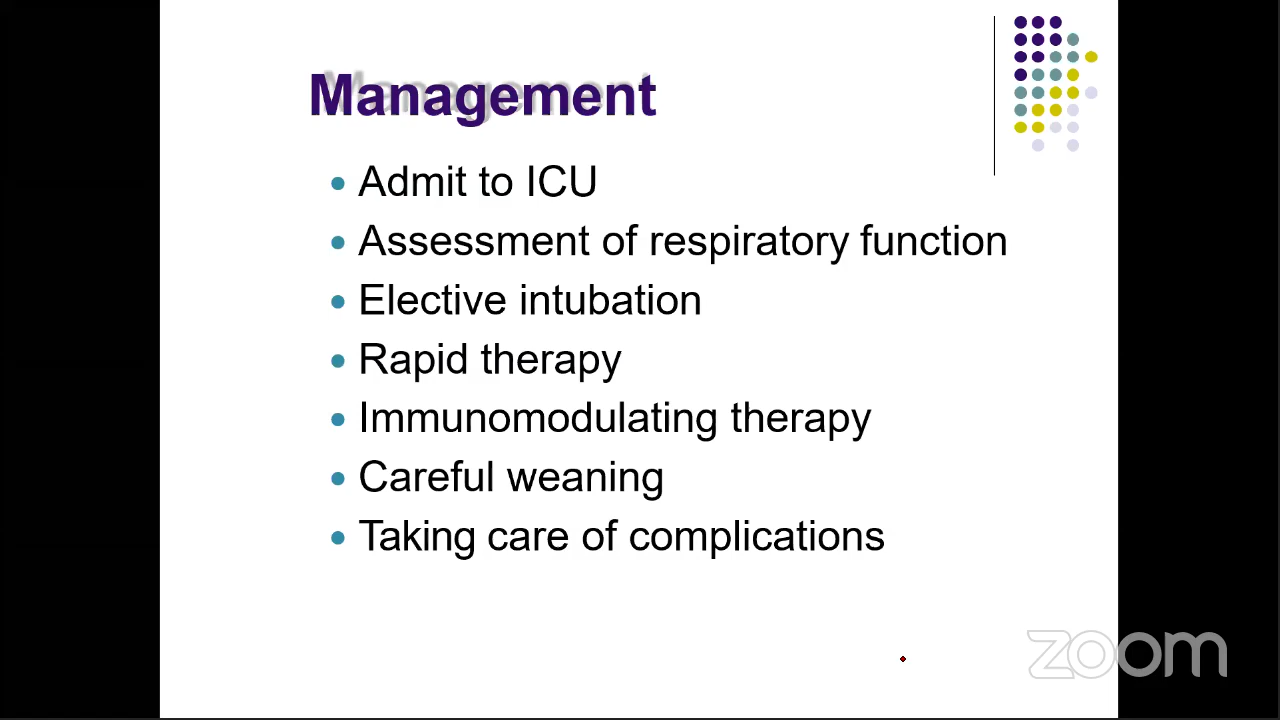 Management
Admit to ICU
Assessment of respiratory function
Elective intubation
Rapid therapy
Immunomodulating therapy
Careful weaning
Taking care of complications
zoom